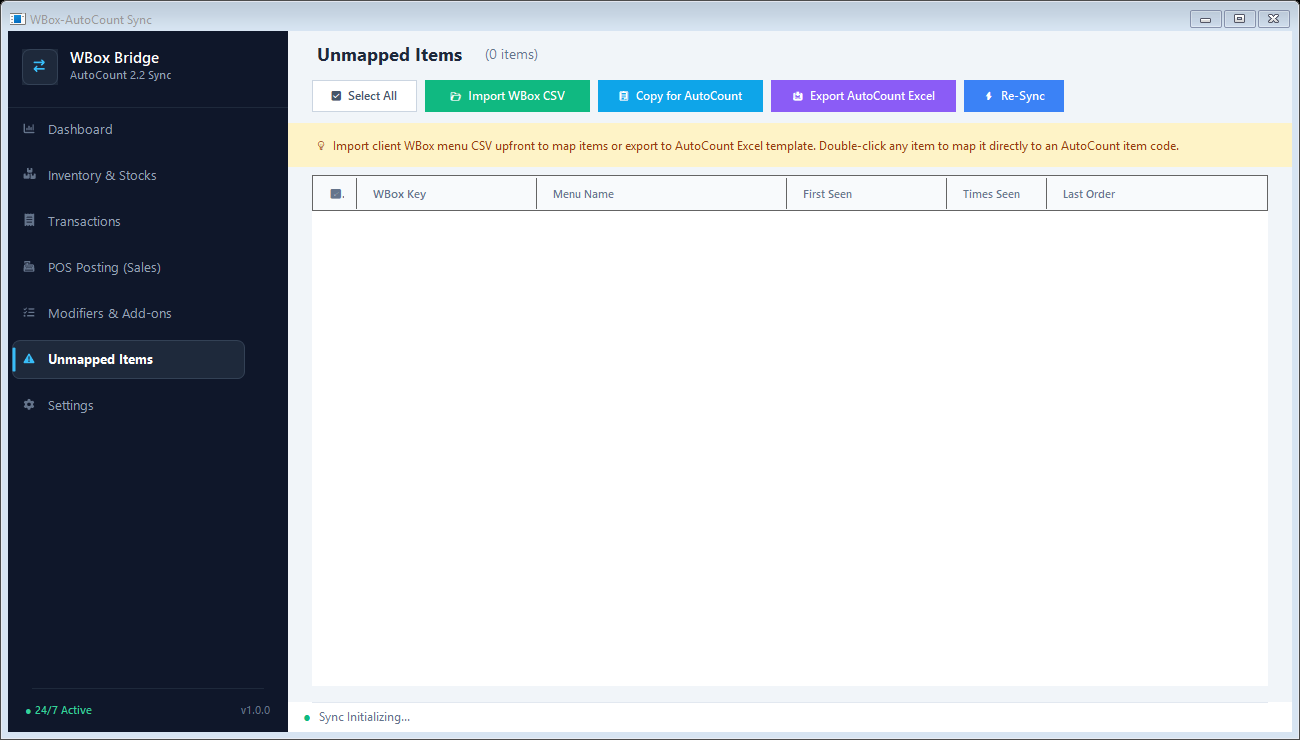 WBox-AutoCount Sync
WBox Bridge
AutoCount 2.2 Sync
Dashboard
Inventory & Stocks
Transactions
POS Posting (Sales)
Modifiers & Add-ons
Unmapped Items
Settings
24/7 Active
v1.0.0
Unmapped Items (0 items)
Select All
Import WBox CSV
Copy for AutoCount
Export AutoCount Excel
Re-Sync
Import client WBox menu CSV upfront to map items or export to AutoCount Excel template. Double-click any item to map it directly to an AutoCount item code.
WBox Key
Menu Name
First Seen
Times Seen
Last Order
Sync Initializing...